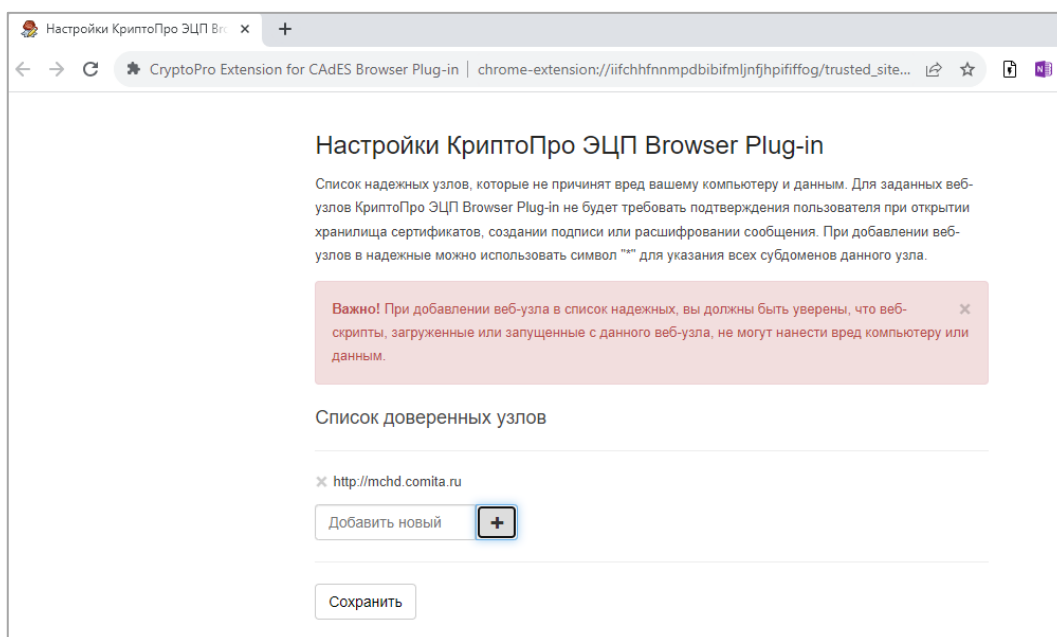 Настройки КриптоПро ЭЦП Bro
CryptoPro Extension for CAdES Browser Plug-in | chrome-extension://iifchhfnnmpdbibifmljnfjhpififfog/trusted_site...
Настройки КриптоПро ЭЦП Browser Plug-in
Список надежных узлов, которые не причинят вред вашему компьютеру и данным. Для заданных веб-
узлов КриптоПро ЭЦП Browser Plug-in не будет требовать подтверждения пользователя при открытии
хранилища сертификатов, создании подписи или расшифровании сообщения. При добавлении веб-
узлов в надежные можно использовать символ "*" для указания всех субдоменов данного узла.
Важно! При добавлении веб-узла в список надежных, вы должны быть уверены, что веб-
скрипты, загруженные или запущенные с данного веб-узла, не могут нанести вред компьютеру или
данным.
Список доверенных узлов
http://mchd.comita.ru
Добавить новый
Сохранить